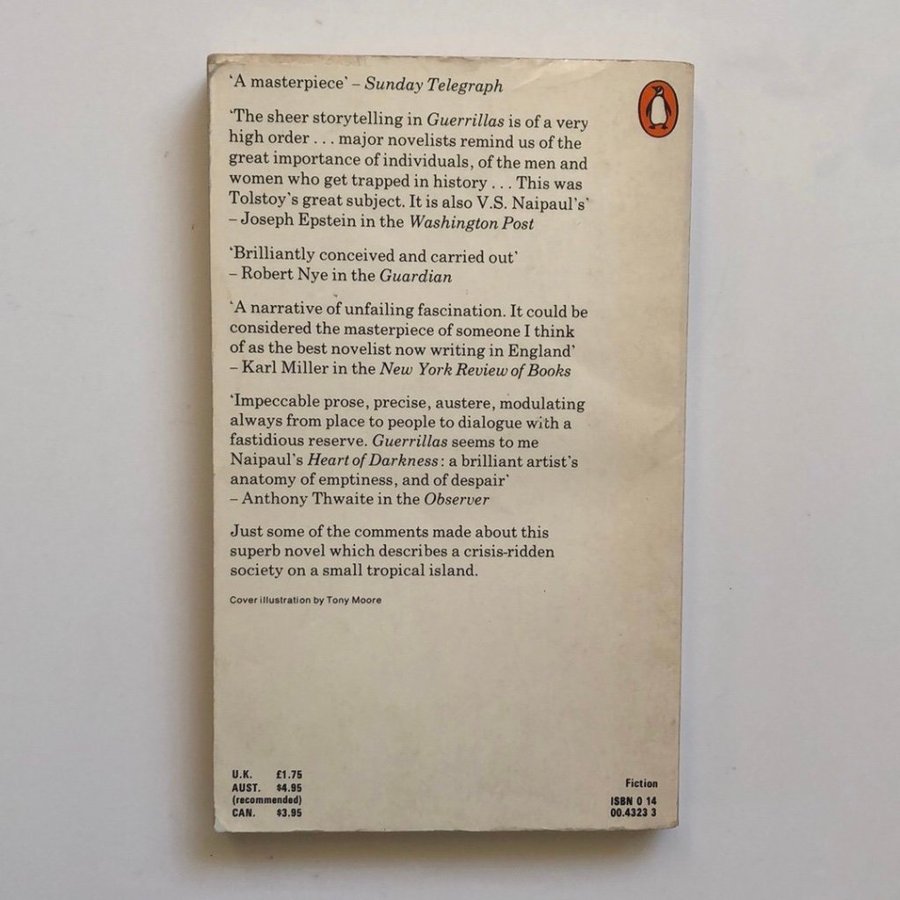 ‘A masterpiece’ – Sunday Telegraph
‘The sheer storytelling in Guerrillas is of a very
high order . . . major novelists remind us of the
great importance of individuals, of the men and
women who get trapped in history . . . This was
Tolstoy’s great subject. It is also V.S. Naipaul’s’
– Joseph Epstein in the Washington Post
‘Brilliantly conceived and carried out’
– Robert Nye in the Guardian
‘A narrative of unfailing fascination. It could be
considered the masterpiece of someone I think
of as the best novelist now writing in England’
– Karl Miller in the New York Review of Books
‘Impeccable prose, precise, austere, modulating
always from place to people to dialogue with a
fastidious reserve. Guerrillas seems to me
Naipaul’s Heart of Darkness: a brilliant artist’s
anatomy of emptiness, and of despair’
– Anthony Thwaite in the Observer
Just some of the comments made about this
superb novel which describes a crisis-ridden
society on a small tropical island.
Cover illustration by Tony Moore
U.K. £1.75
AUST. $4.95
(recommended)
CAN. $3.95
Fiction
ISBN 0 14
00.4323 3